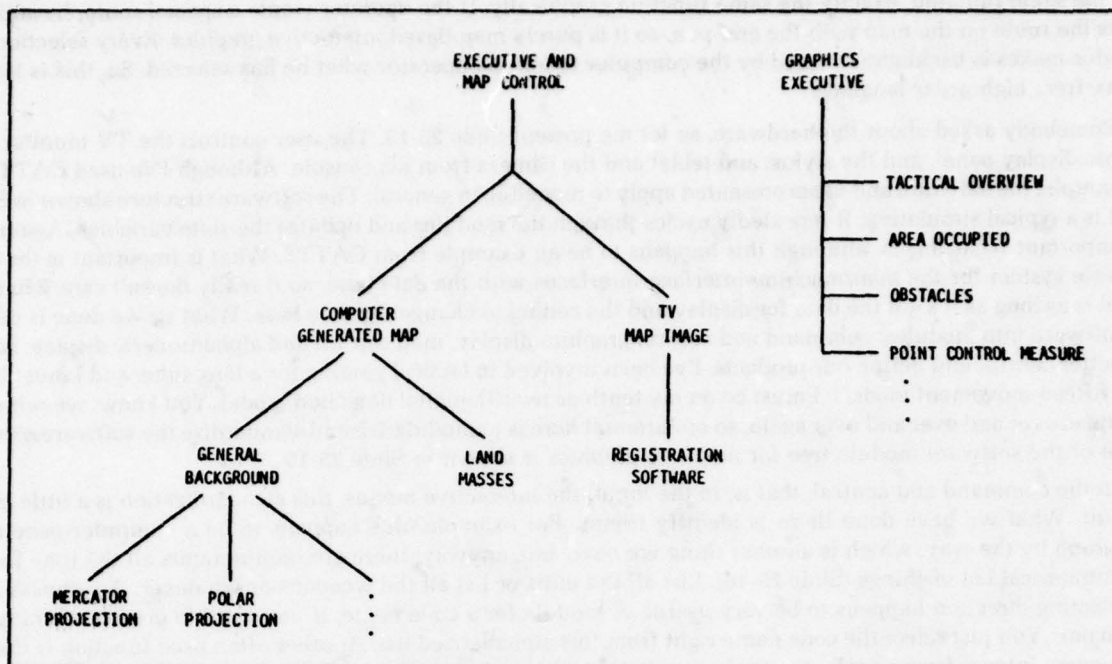 EXECUTIVE AND
MAP CONTROL
GRAPHICS
EXECUTIVE
TACTICAL OVERVIEW
AREA OCCUPIED
OBSTACLES
POINT CONTROL MEASURE
COMPUTER
GENERATED MAP
TV
MAP IMAGE
GENERAL
BACKGROUND
LAND
MASSES
REGISTRATION
SOFTWARE
MERCATOR
PROJECTION
POLAR
PROJECTION